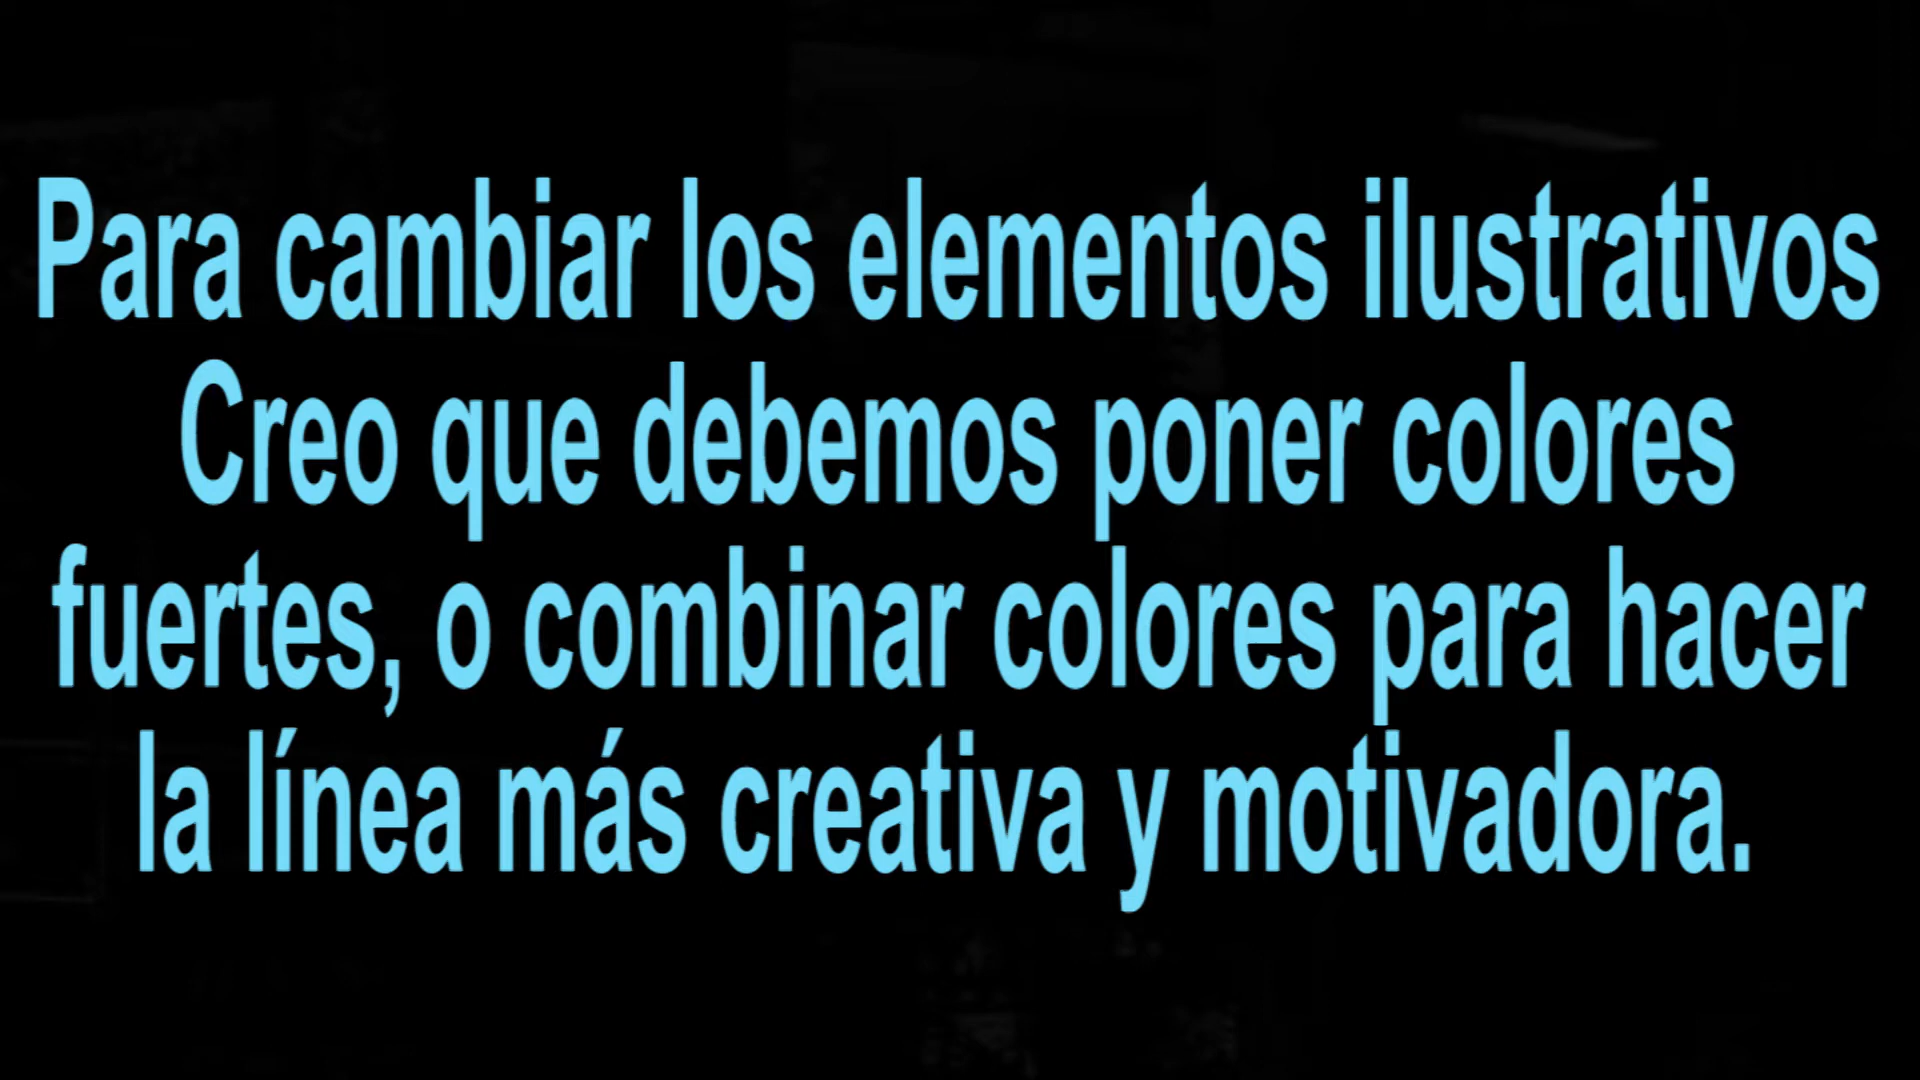 Para cambiar los elementos ilustrativos
Creo que debemos poner colores
fuertes, o combinar colores para hacer
la línea más creativa y motivadora.